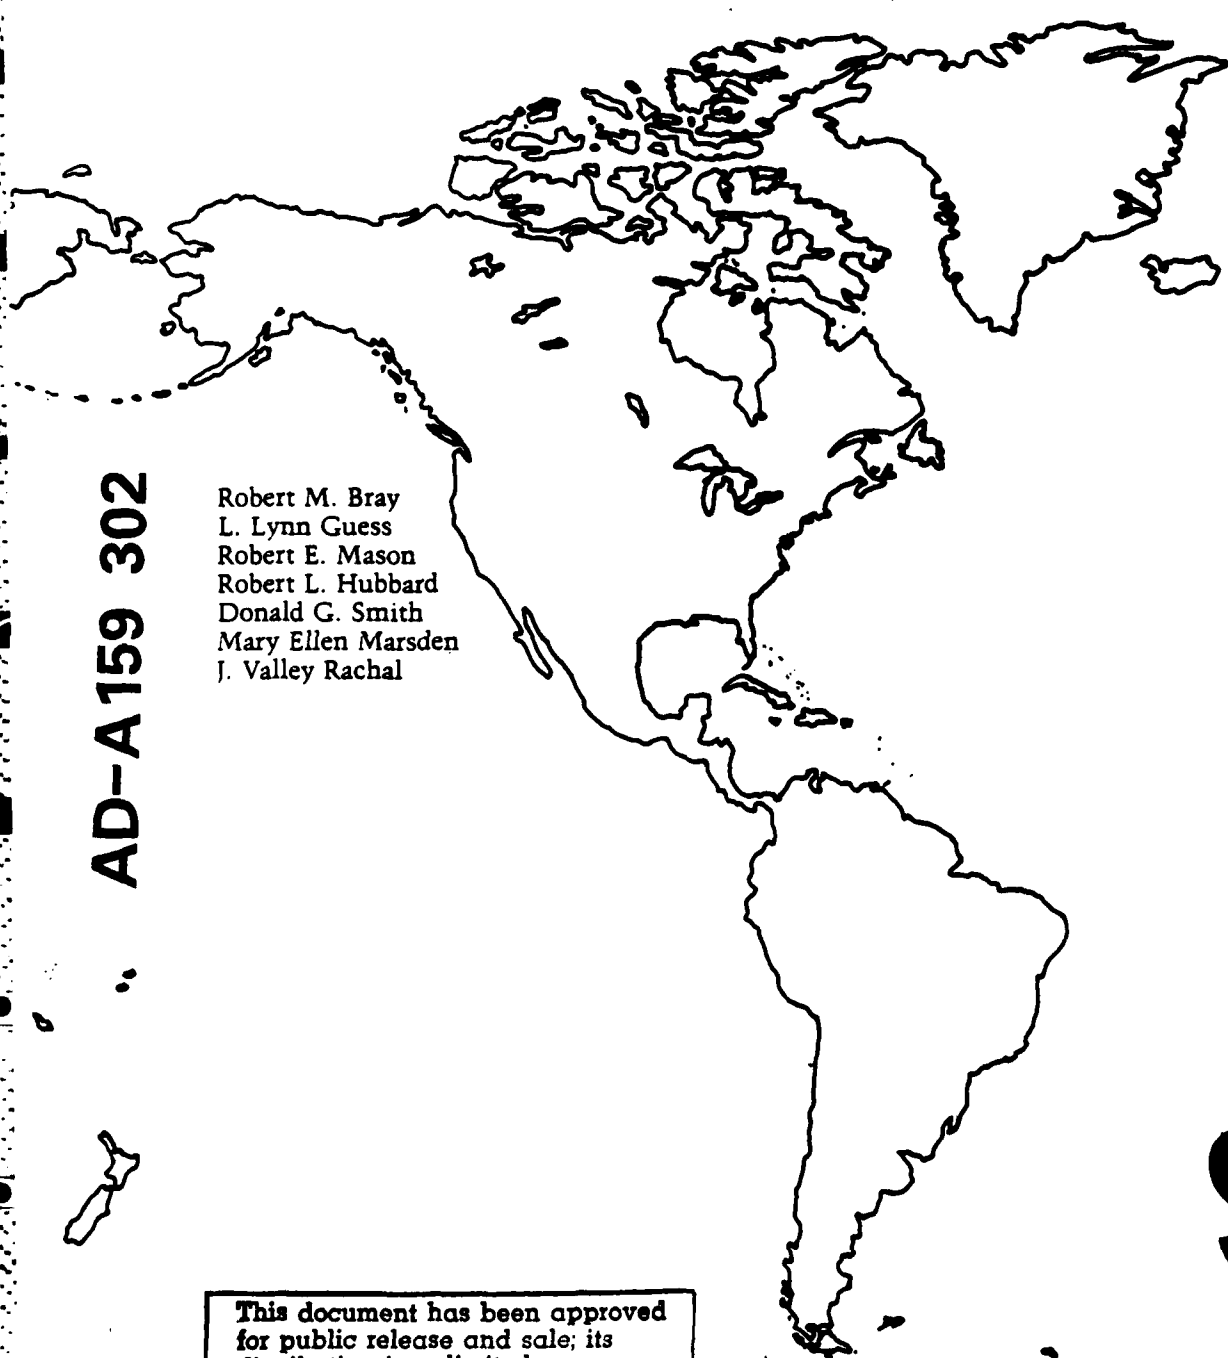 AD-A159 302
Robert M. Bray
L. Lynn Guess
Robert E. Mason
Robert L. Hubbard
Donald G. Smith
Mary Ellen Marsden
J. Valley Rachal
This document has been approved
for public release and sale; its